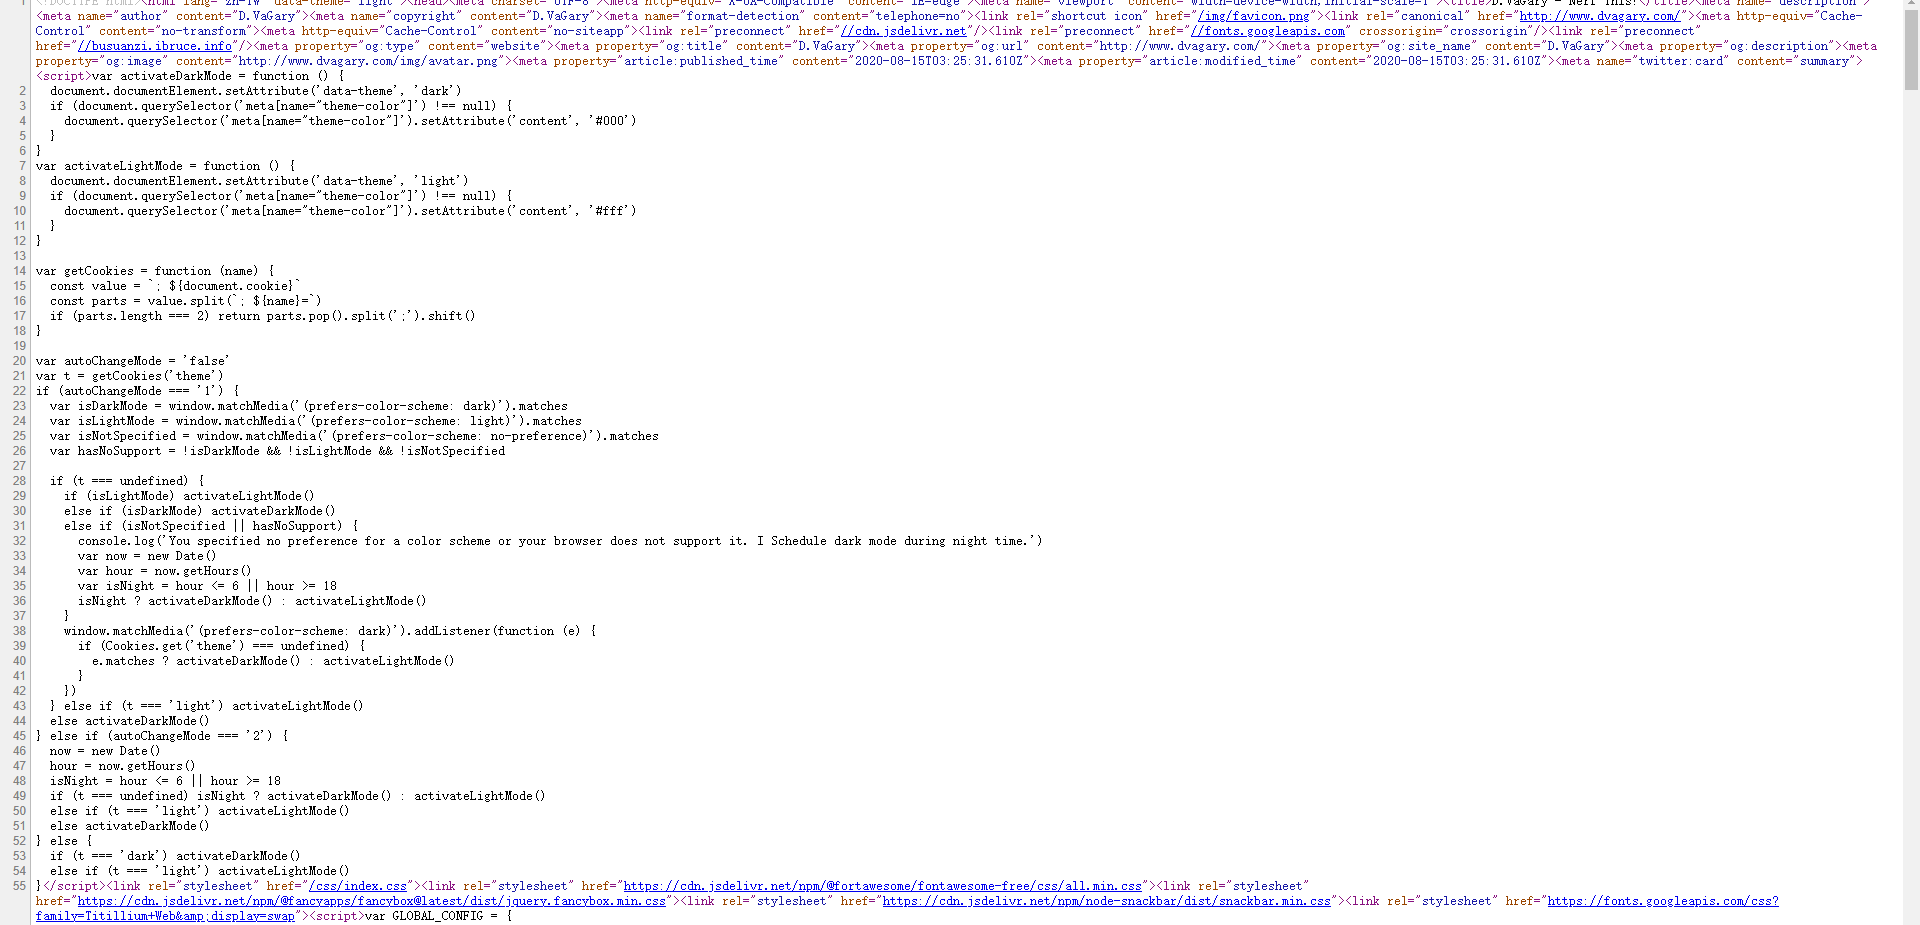 1 <!DOCTYPE html><html lang="zh-TW" data-theme="light"><head><meta charset="UTF-8"><meta http-equiv="X-UA-Compatible" content="IE=edge"><meta name="viewport" content="width=device-width,initial-scale=1"><title>D.VaGary - Nerf This!</title><meta name="description">
<meta name="author" content="D.VaGary"><meta name="copyright" content="D.VaGary"><meta name="format-detection" content="telephone=no"><link rel="shortcut icon" href="/img/favicon.png"><link rel="canonical" href="http://www.dvagary.com/"><meta http-equiv="Cache-
Control" content="no-transform"><meta http-equiv="Cache-Control" content="no-siteapp"><link rel="preconnect" href="//cdn.jsdelivr.net"/><link rel="preconnect" href="//fonts.googleapis.com" crossorigin="crossorigin"/><link rel="preconnect"
href="//busuanzi.ibruce.info"/><meta property="og:type" content="website"><meta property="og:title" content="D.VaGary"><meta property="og:url" content="http://www.dvagary.com/"><meta property="og:site_name" content="D.VaGary"><meta property="og:description"><meta
property="og:image" content="http://www.dvagary.com/img/avatar.png"><meta property="article:published_time" content="2020-08-15T03:25:31.610Z"><meta property="article:modified_time" content="2020-08-15T03:25:31.610Z"><meta name="twitter:card" content="summary">
<script>var activateDarkMode = function () {
2   document.documentElement.setAttribute('data-theme', 'dark')
3   if (document.querySelector('meta[name="theme-color"]') !== null) {
4     document.querySelector('meta[name="theme-color"]').setAttribute('content', '#000')
5   }
6 }
7 var activateLightMode = function () {
8   document.documentElement.setAttribute('data-theme', 'light')
9   if (document.querySelector('meta[name="theme-color"]') !== null) {
10     document.querySelector('meta[name="theme-color"]').setAttribute('content', '#fff')
11   }
12 }
13
14 var getCookies = function (name) {
15   const value = `; ${document.cookie}`
16   const parts = value.split(`; ${name}=`)
17   if (parts.length === 2) return parts.pop().split(';').shift()
18 }
19
20 var autoChangeMode = 'false'
21 var t = getCookies('theme')
22 if (autoChangeMode === '1') {
23   var isDarkMode = window.matchMedia('(prefers-color-scheme: dark)').matches
24   var isLightMode = window.matchMedia('(prefers-color-scheme: light)').matches
25   var isNotSpecified = window.matchMedia('(prefers-color-scheme: no-preference)').matches
26   var hasNoSupport = !isDarkMode && !isLightMode && !isNotSpecified
27
28   if (t === undefined) {
29     if (isLightMode) activateLightMode()
30     else if (isDarkMode) activateDarkMode()
31     else if (isNotSpecified || hasNoSupport) {
32       console.log('You specified no preference for a color scheme or your browser does not support it. I Schedule dark mode during night time.')
33       var now = new Date()
34       var hour = now.getHours()
35       var isNight = hour <= 6 || hour >= 18
36       isNight ? activateDarkMode() : activateLightMode()
37     }
38     window.matchMedia('(prefers-color-scheme: dark)').addListener(function (e) {
39       if (Cookies.get('theme') === undefined) {
40         e.matches ? activateDarkMode() : activateLightMode()
41       }
42     })
43   } else if (t === 'light') activateLightMode()
44   else activateDarkMode()
45 } else if (autoChangeMode === '2') {
46   now = new Date()
47   hour = now.getHours()
48   isNight = hour <= 6 || hour >= 18
49   if (t === undefined) isNight ? activateDarkMode() : activateLightMode()
50   else if (t === 'light') activateLightMode()
51   else activateDarkMode()
52 } else {
53   if (t === 'dark') activateDarkMode()
54   else if (t === 'light') activateLightMode()
55 }</script><link rel="stylesheet" href="/css/index.css"><link rel="stylesheet" href="https://cdn.jsdelivr.net/npm/@fortawesome/fontawesome-free/css/all.min.css"><link rel="stylesheet"
href="https://cdn.jsdelivr.net/npm/@fancyapps/fancybox@latest/dist/jquery.fancybox.min.css"><link rel="stylesheet" href="https://cdn.jsdelivr.net/npm/node-snackbar/dist/snackbar.min.css"><link rel="stylesheet" href="https://fonts.googleapis.com/css?
family=Titillium+Web&amp;display=swap"><script>var GLOBAL_CONFIG = {